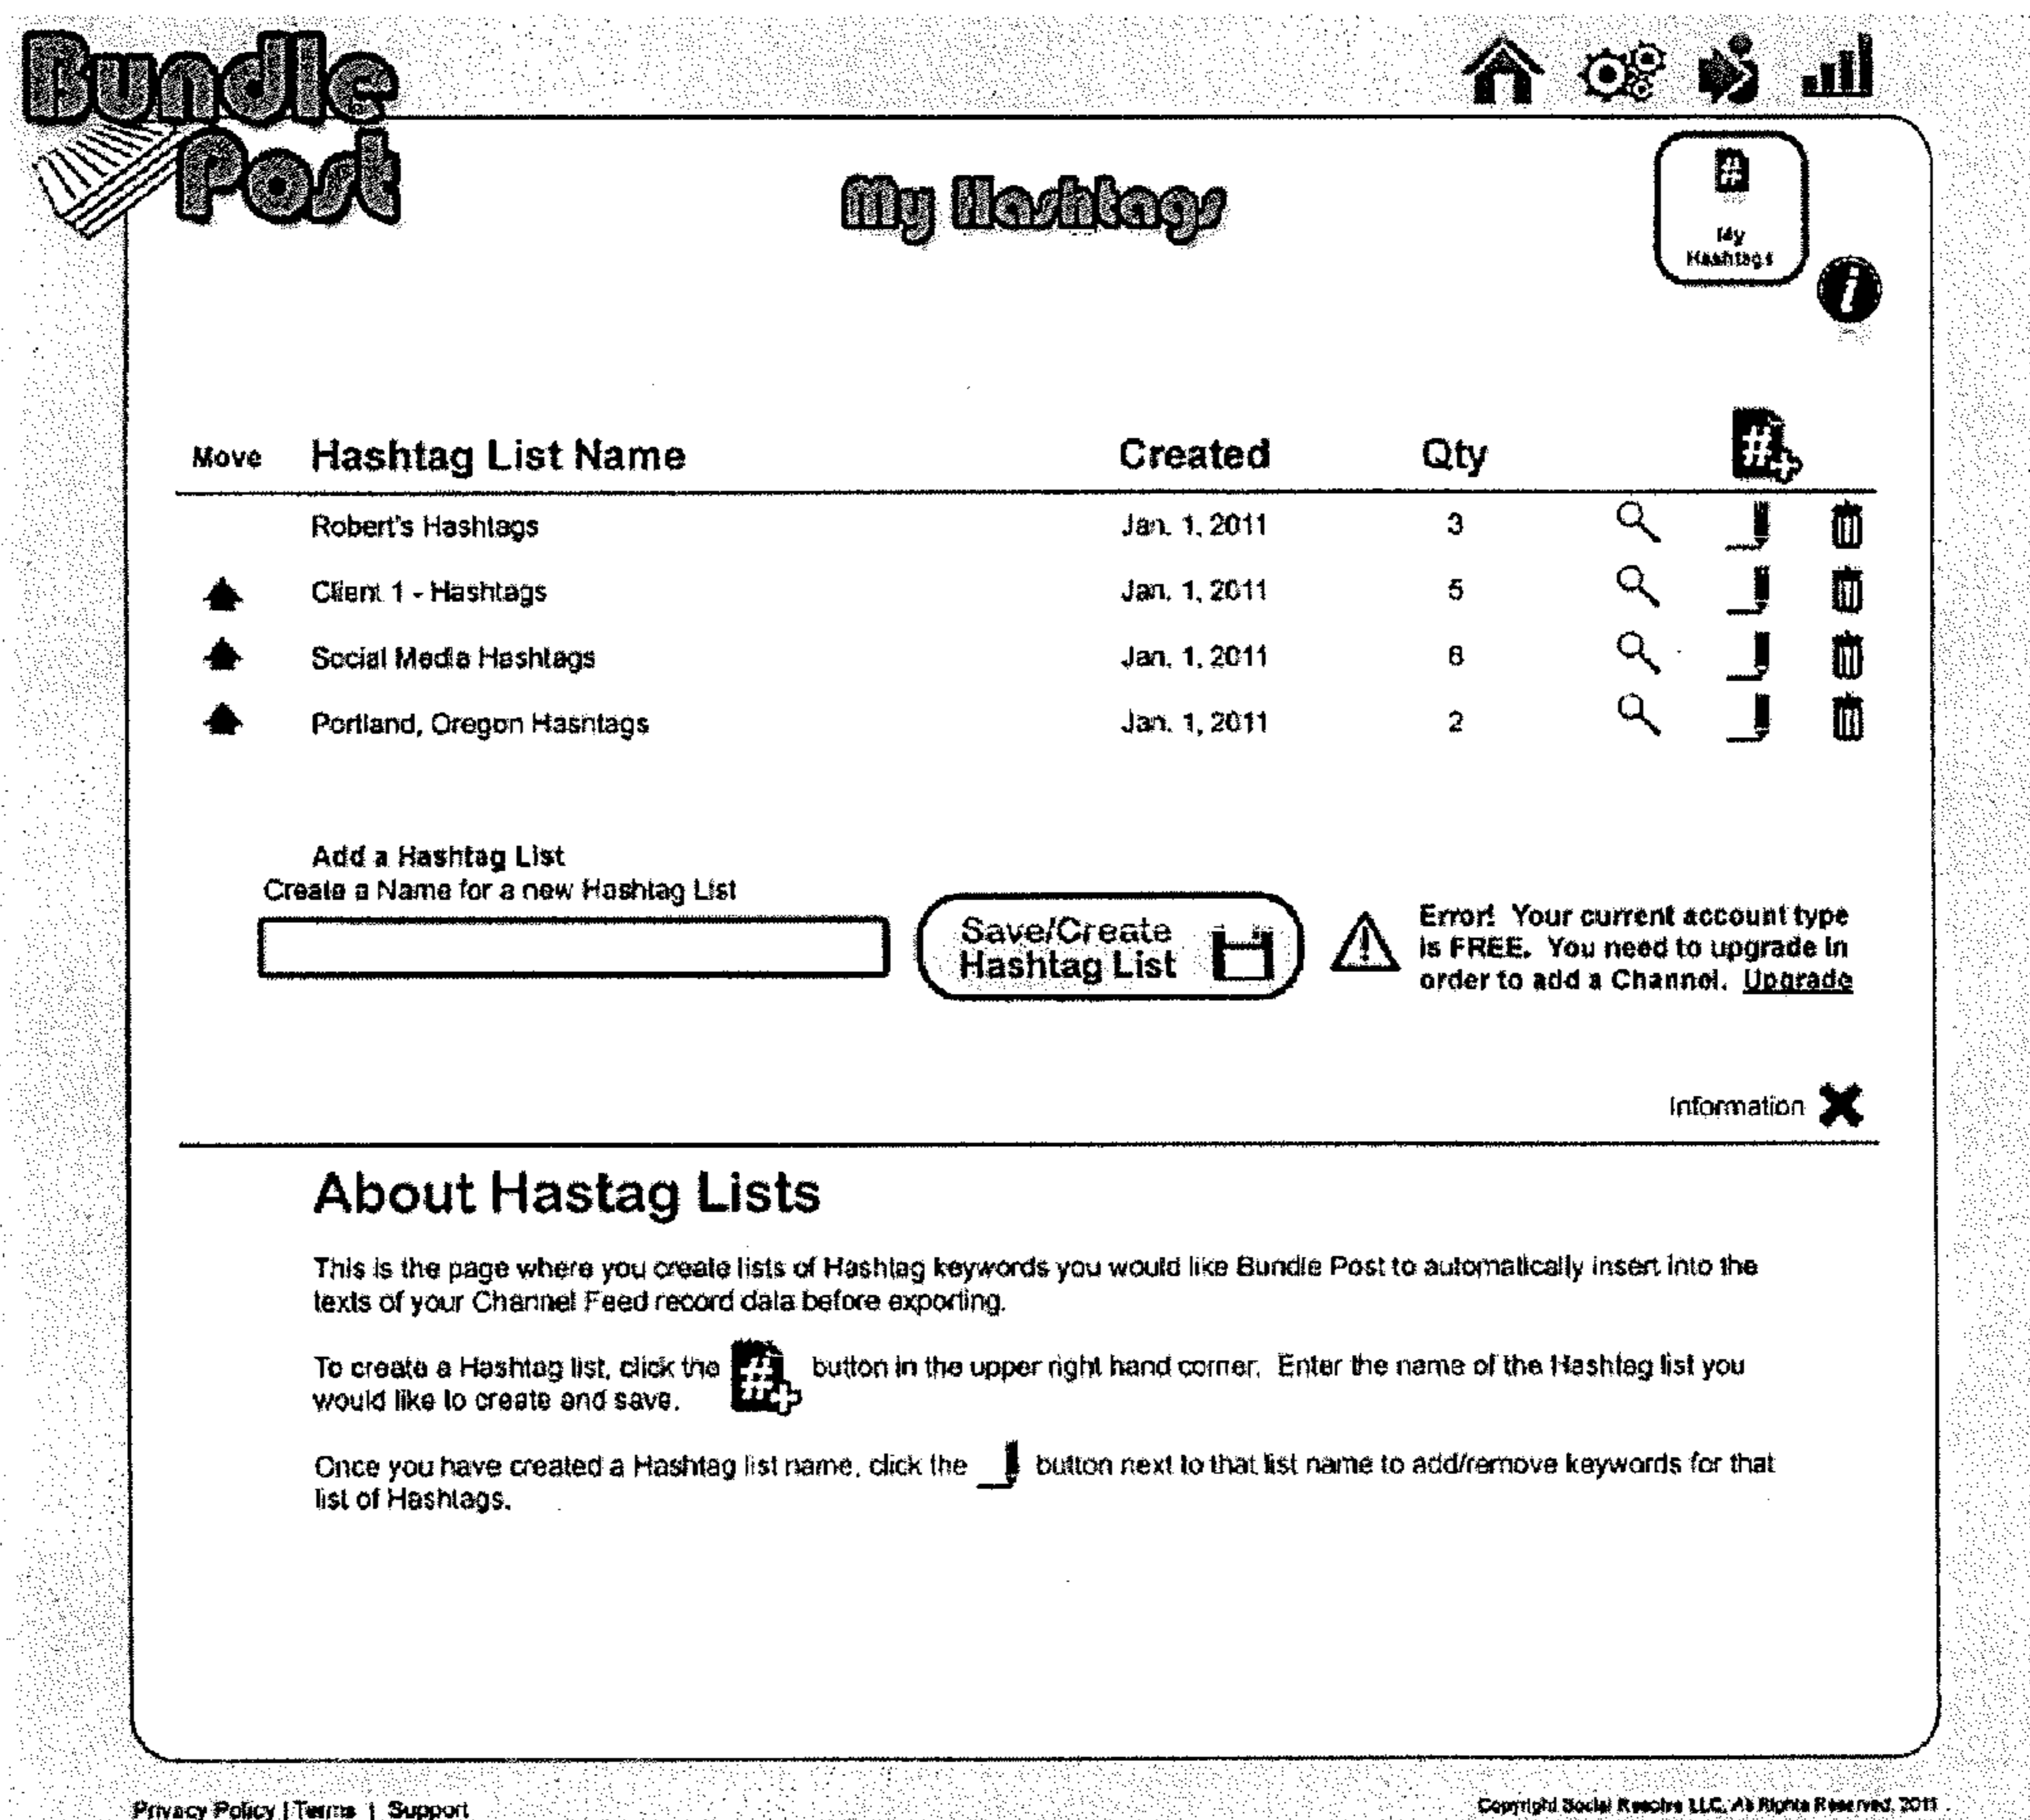 Bundle
Post
My Hashtags
#
My
Hashtags
i
Move Hashtag List Name Created Qty #+
Robert's Hashtags Jan. 1, 2011 3
Client 1 - Hashtags Jan. 1, 2011 5
Social Media Hashtags Jan. 1, 2011
Portland, Oregon Hashtags Jan. 1, 2011 2
Add a Hashtag List
Create a Name for a new Hashtag List
Save/Create
Hashtag List
Error! Your current account type
is FREE. You need to upgrade in
order to add a Channel. Upgrade
Information
About Hastag Lists
This is the page where you create lists of Hashtag keywords you would like Bundle Post to automatically insert into the
texts of your Channel Feed record data before exporting.
To create a Hashtag list, click the #+ button in the upper right hand corner. Enter the name of the Hashtag list you
would like to create and save.
Once you have created a Hashtag list name, click the button next to that list name to add/remove keywords for that
list of Hashtags.
Privacy Policy | Terms | Support
Copyright Social Resolve LLC, All Rights Reserved, 2011